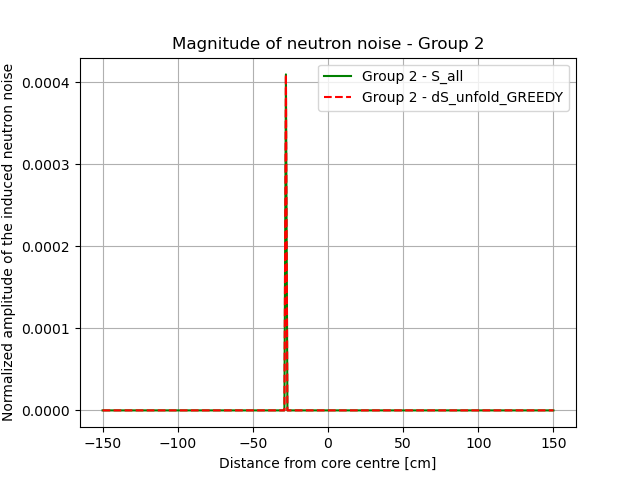 Magnitude of neutron noise - Group 2
Normalized amplitude of the induced neutron noise
0.0004
0.0003
0.0002
0.0001
0.0000
Group 2 - S_all
Group 2 - dS_unfold_GREEDY
−150 −100 −50 0 50 100 150
Distance from core centre [cm]